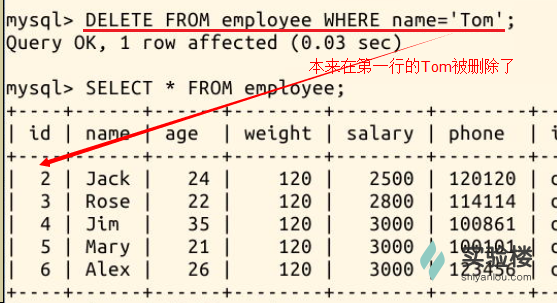 mysql> DELETE FROM employee WHERE name='Tom';
Query OK, 1 row affected (0.03 sec)
本来在第一行的Tom被删除了
mysql> SELECT * FROM employee;
+----+------+------+--------+--------+--------+
| id | name | age | weight | salary | phone | i
+----+------+------+--------+--------+--------+
| 2 | Jack | 24 | 120 | 2500 | 120120 | d
| 3 | Rose | 22 | 120 | 2800 | 114114 | d
| 4 | Jim | 35 | 120 | 3000 | 100861 | d
| 5 | Mary | 21 | 120 | 3000 | 100101 | d
| 6 | Alex | 26 | 120 | 3000 | 123456 | d
+----+------+------+--------+--------+--------+
实验楼
shiyanlou.com